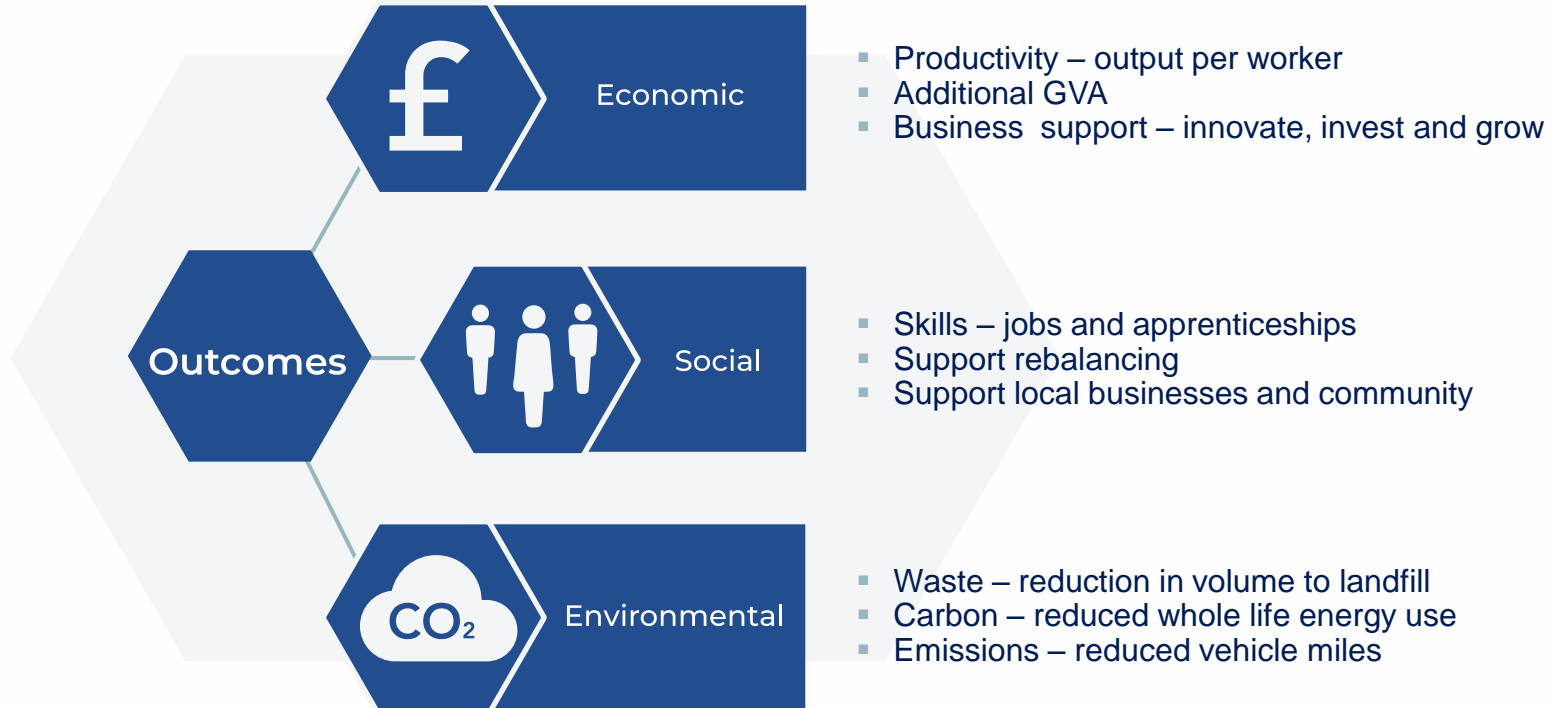 £
Economic
Productivity – output per worker
Additional GVA
Business  support – innovate, invest and grow
Outcomes
Social
Skills – jobs and apprenticeships
Support rebalancing
Support local businesses and community
CO₂
Environmental
Waste – reduction in volume to landfill
Carbon – reduced whole life energy use
Emissions – reduced vehicle miles